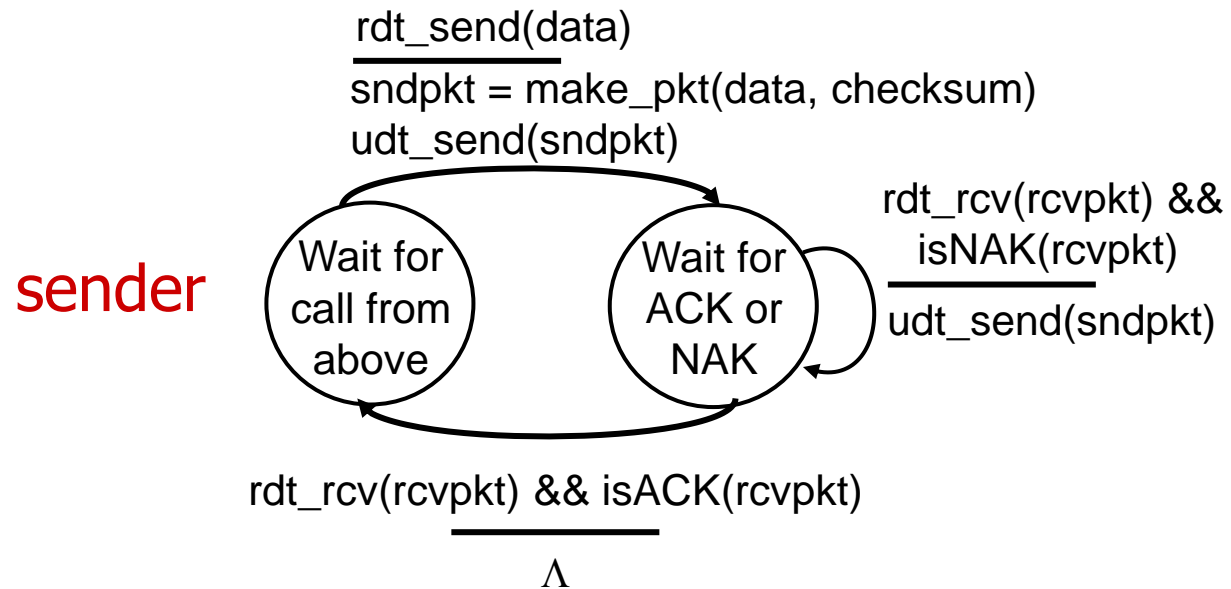 rdt_send(data)
sndpkt = make_pkt(data, checksum)
udt_send(sndpkt)
sender
Wait for
call from
above
Wait for
ACK or
NAK
rdt_rcv(rcvpkt) &&
isNAK(rcvpkt)
udt_send(sndpkt)
rdt_rcv(rcvpkt) && isACK(rcvpkt)
Λ